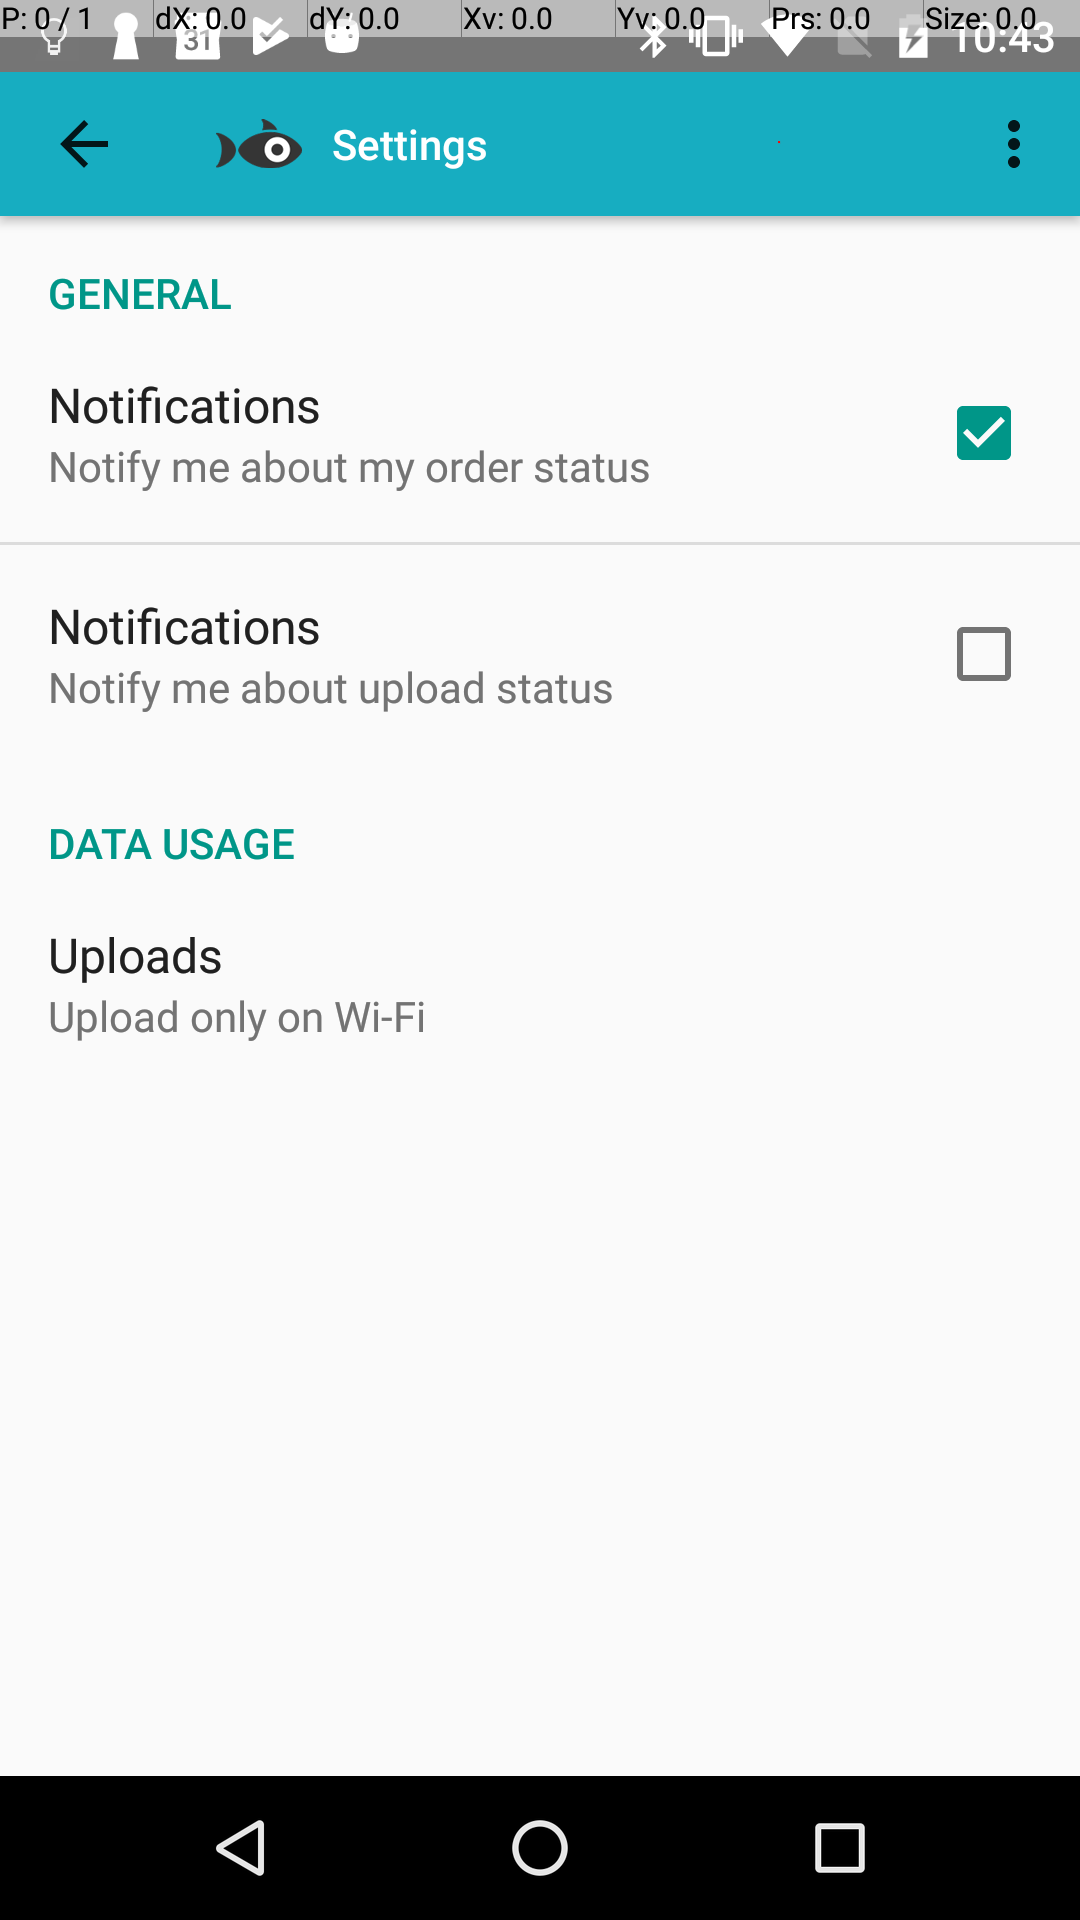 P: 0 / 1 dX: 0.0 dY: 0.0 Xv: 0.0 Yv: 0.0 Prs: 0.0 Size: 0.0
31 10:43
Settings
GENERAL
Notifications
Notify me about my order status
Notifications
Notify me about upload status
DATA USAGE
Uploads
Upload only on Wi-Fi